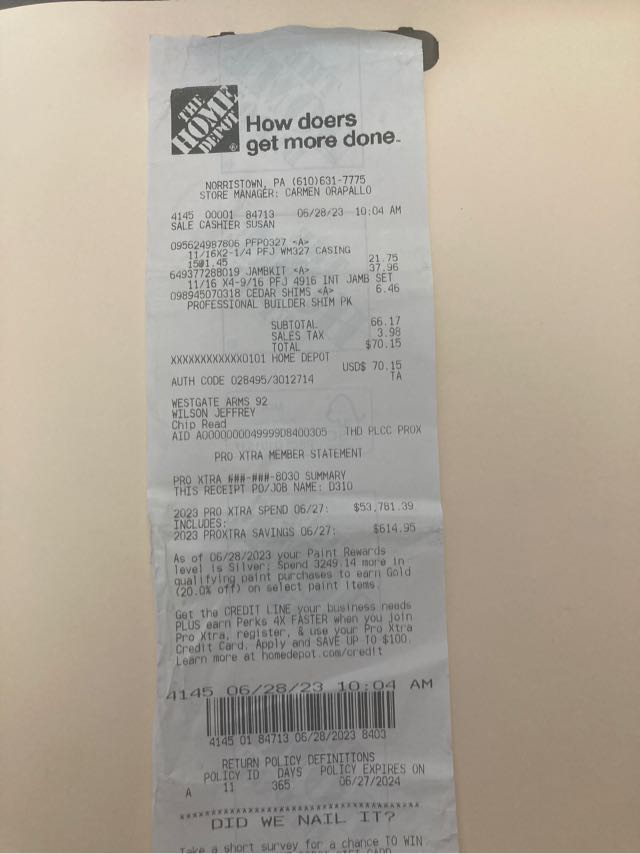 THE
HOME
DEPOT
How doers
get more done.
NORRISTOWN, PA (610)631-7775
STORE MANAGER: CARMEN ORAPALLO
4145 00001 84713 06/28/23 10:04 AM
SALE CASHIER SUSAN
095624987806 PFP0327 <A>
11/16X2-1/4 PFJ WM327 CASING
15@1.45 21.75
649377288019 JAMBKIT <A> 37.96
11/16 X4-9/16 PFJ 4916 INT JAMB SET
098945070318 CEDAR SHIMS <A> 6.46
PROFESSIONAL BUILDER SHIM PK
SUBTOTAL 66.17
SALES TAX 3.98
TOTAL $70.15
XXXXXXXXXXXX0101 HOME DEPOT
USD$ 70.15
AUTH CODE 028495/3012714 TA
WESTGATE ARMS 92
WILSON JEFFREY
Chip Read
AID A0000000049999D8400305 THD PLCC PROX
PRO XTRA MEMBER STATEMENT
PRO XTRA ###-###-8030 SUMMARY
THIS RECEIPT PO/JOB NAME: D310
2023 PRO XTRA SPEND 06/27: $53,781.39
INCLUDES:
2023 PROXTRA SAVINGS 06/27: $614.95
As of 06/28/2023 your Paint Rewards
level is Silver; Spend 3249.14 more in
qualifying paint purchases to earn Gold
(20.0% off) on select paint items.
Get the CREDIT LINE your business needs
PLUS earn Perks 4X FASTER when you join
Pro Xtra, register, & use your Pro Xtra
Credit Card. Apply and SAVE UP TO $100.
Learn more at homedepot.com/credit
4145 06/28/23 10:04 AM
4145 01 84713 06/28/2023 8403
RETURN POLICY DEFINITIONS
POLICY ID DAYS POLICY EXPIRES ON
A 11 365 06/27/2024
DID WE NAIL IT?
Take a short survey for a chance TO WIN